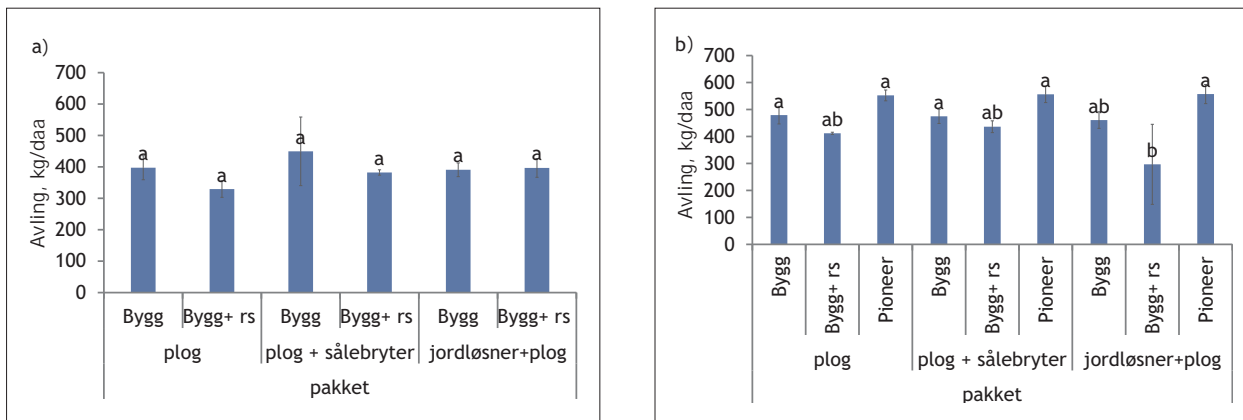 a)
Avling, kg/daa
700
600
500
400
300
200
100
0
a a a a a a
Bygg Bygg+ rs Bygg Bygg+ rs Bygg Bygg+ rs
plog plog + sålebryter jordløsner+plog
pakket
b)
Avling, kg/daa
700
600
500
400
300
200
100
0
a ab a a ab a ab b a
Bygg Bygg+ rs Pioneer Bygg Bygg+ rs Pioneer Bygg Bygg+ rs Pioneer
plog plog + sålebryter jordløsner+plog
pakket